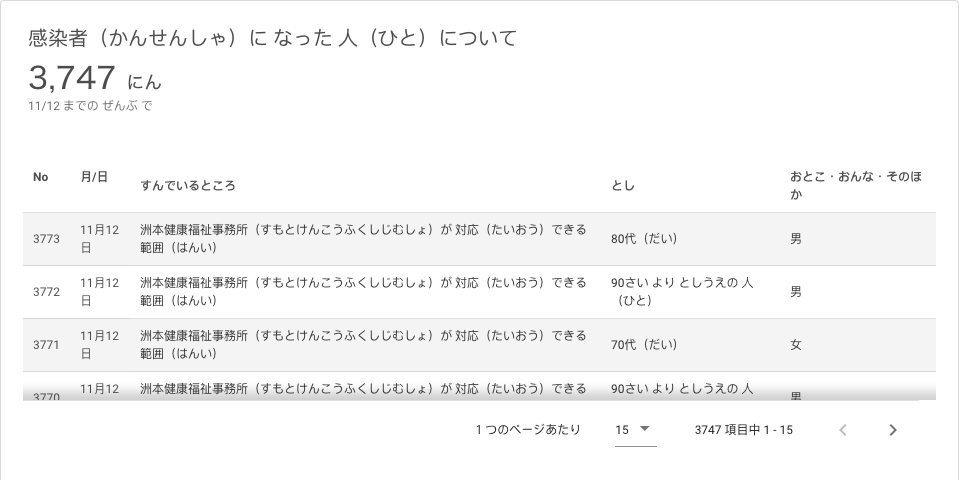 感染者（かんせんしゃ）に なった 人（ひと）について
3,747 にん
11/12 までの ぜんぶ で
No 月/日 すんでいるところ とし おとこ・おんな・そのほ
か
3773 11月12
日 洲本健康福祉事務所（すもとけんこうふくしじむしょ）が 対応（たいおう）できる
範囲（はんい） 80代（だい） 男
3772 11月12
日 洲本健康福祉事務所（すもとけんこうふくしじむしょ）が 対応（たいおう）できる
範囲（はんい） 90さい より としうえの 人
（ひと） 男
3771 11月12
日 洲本健康福祉事務所（すもとけんこうふくしじむしょ）が 対応（たいおう）できる
範囲（はんい） 70代（だい） 女
3770 11月12 洲本健康福祉事務所（すもとけんこうふくしじむしょ）が 対応（たいおう）できる 90さい より としうえの 人 男
1 つのページあたり 15 3747 項目中 1 - 15